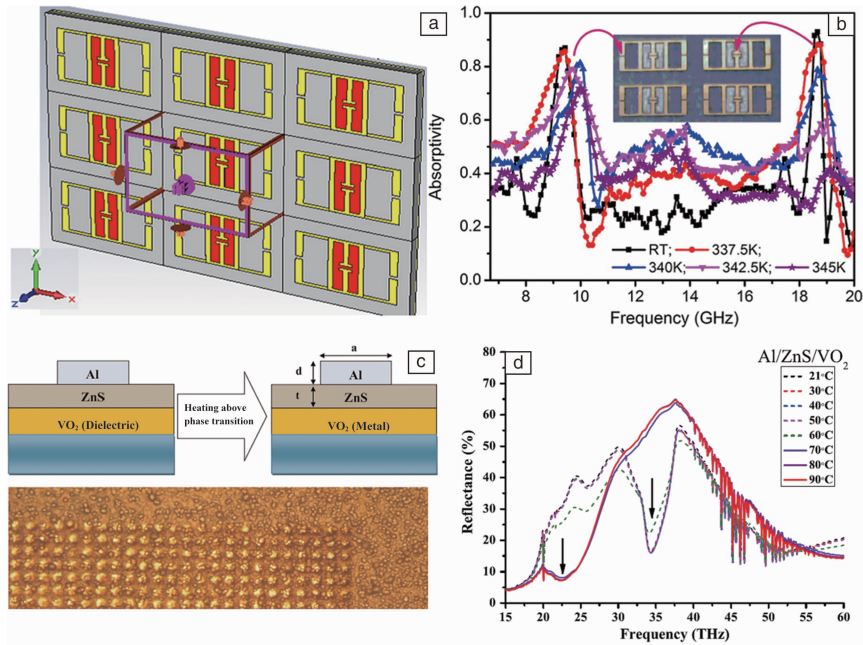 a
y
x
z
b
Absorptivity
1.0
0.8
0.6
0.4
0.2
0.0
RT; 337.5K;
340K; 342.5K; 345K
8 10 12 14 16 18 20
Frequency (GHz)
c
Al
ZnS
VO₂ (Dielectric)
Heating above
phase transition
a
d
Al
t
ZnS
VO₂ (Metal)
d
Al/ZnS/VO₂
21°C
30°C
40°C
50°C
60°C
70°C
80°C
90°C
Reflectance (%)
80
70
60
50
40
30
20
10
0
15 20 25 30 35 40 45 50 55 60
Frequency (THz)